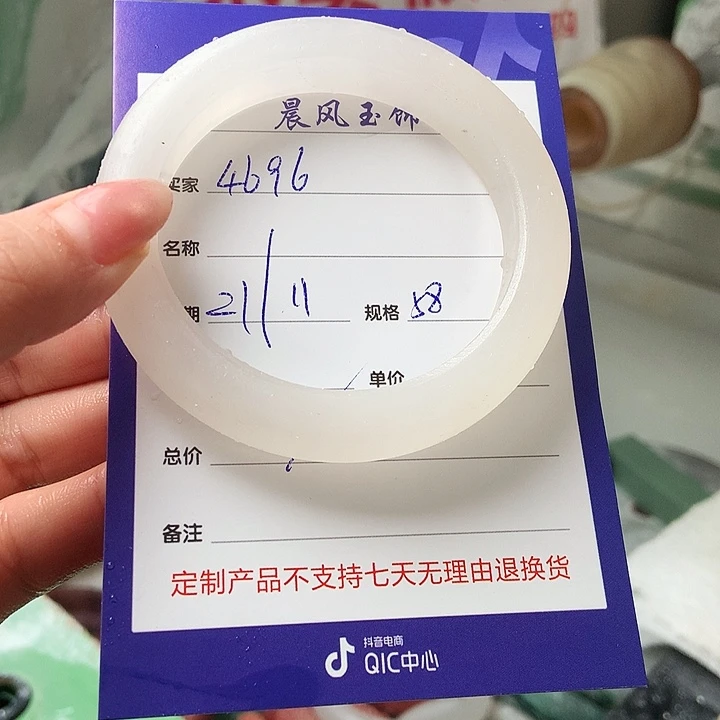 晨风玉饰
买家 4696
名称
期 21/11 规格 58
单价
总价
备注
定制产品不支持七天无理由退换货
抖音电商
QIC中心